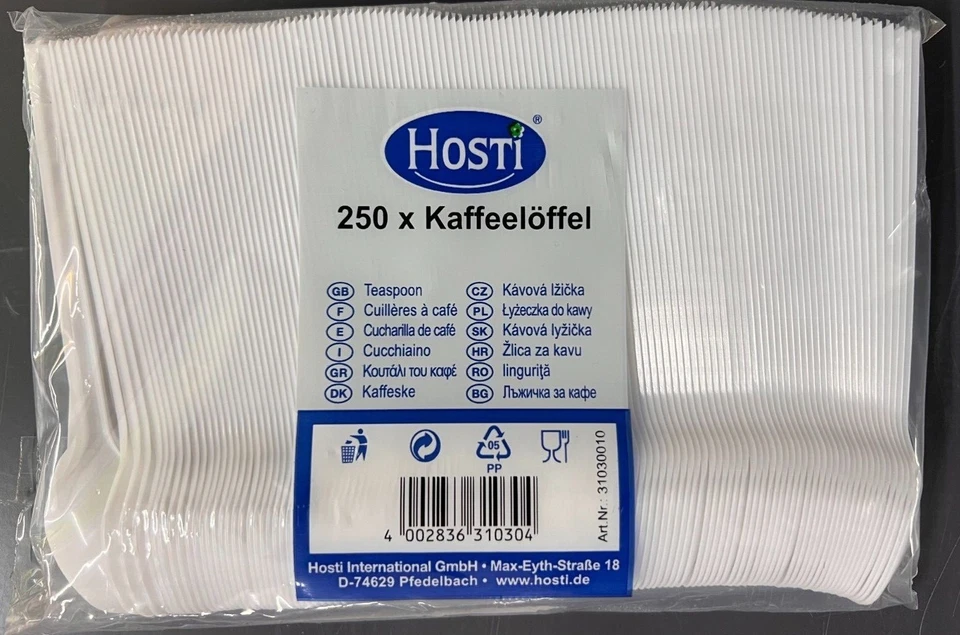 HOSTi®
250 x Kaffeelöffel
GB Teaspoon
F Cuillères à café
E Cucharilla de café
I Cucchiaino
GR Κουτάλι του καφέ
DK Kaffeske
CZ Kávová lžička
PL Łyżeczka do kawy
SK Kávová lyžička
HR Žlica za kavu
RO linguriţă
BG Лъжичка за кафе
05
PP
4 002836 310304
Art.Nr.: 31030010
Hosti International GmbH • Max-Eyth-Straße 18
D-74629 Pfedelbach • www.hosti.de